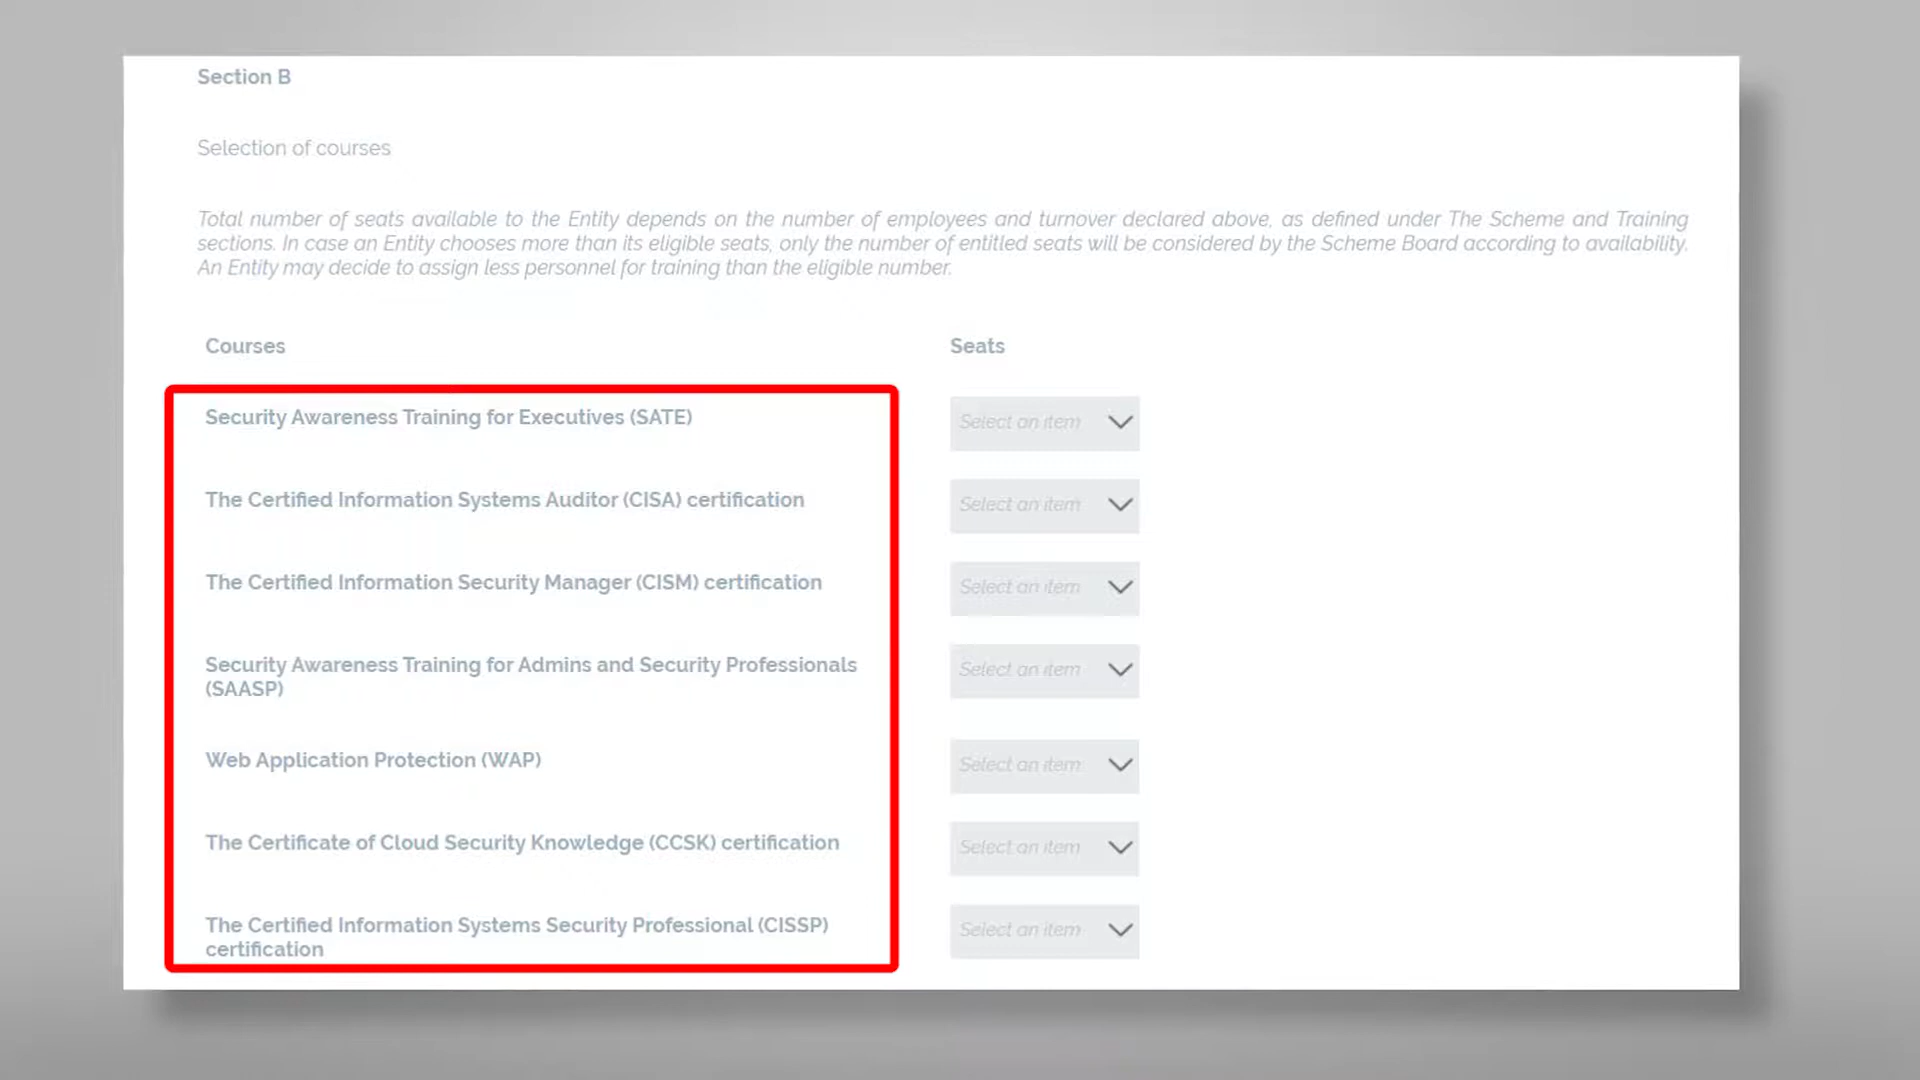 Section B
Selection of courses
Total number of seats available to the Entity depends on the number of employees and turnover declared above, as defined under The Scheme and Training
sections. In case an Entity chooses more than its eligible seats, only the number of entitled seats will be considered by the Scheme Board according to availability.
An Entity may decide to assign less personnel for training than the eligible number.
Courses Seats
Security Awareness Training for Executives (SATE) Select an item
The Certified Information Systems Auditor (CISA) certification Select an item
The Certified Information Security Manager (CISM) certification Select an item
Security Awareness Training for Admins and Security Professionals Select an item
(SAASP)
Web Application Protection (WAP) Select an item
The Certificate of Cloud Security Knowledge (CCSK) certification Select an item
The Certified Information Systems Security Professional (CISSP) Select an item
certification